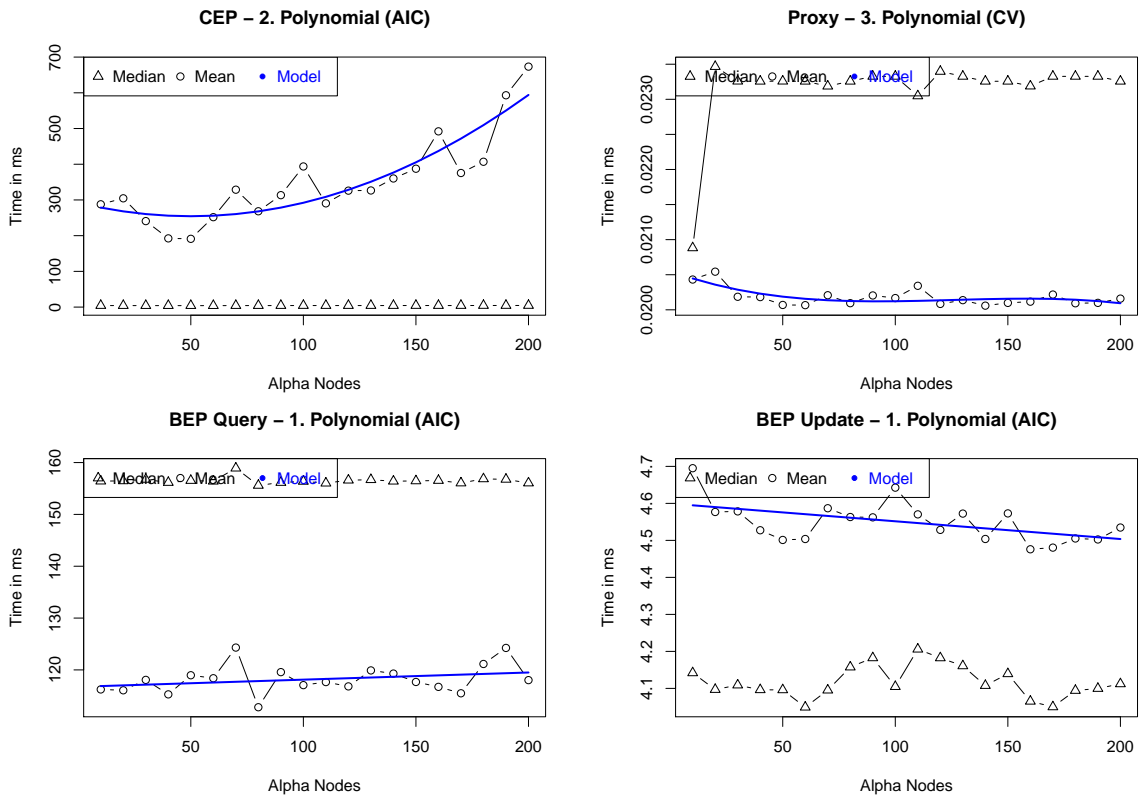 CEP – 2. Polynomial (AIC)
Median Mean Model
Time in ms
0 100 300 500 700
50 100 150 200
Alpha Nodes
Proxy – 3. Polynomial (CV)
Median Mean Model
Time in ms
0.0200 0.0210 0.0220 0.0230
50 100 150 200
Alpha Nodes
BEP Query – 1. Polynomial (AIC)
Median Mean Model
Time in ms
120 130 140 150 160
50 100 150 200
Alpha Nodes
BEP Update – 1. Polynomial (AIC)
Median Mean Model
Time in ms
4.1 4.2 4.3 4.4 4.5 4.6 4.7
50 100 150 200
Alpha Nodes